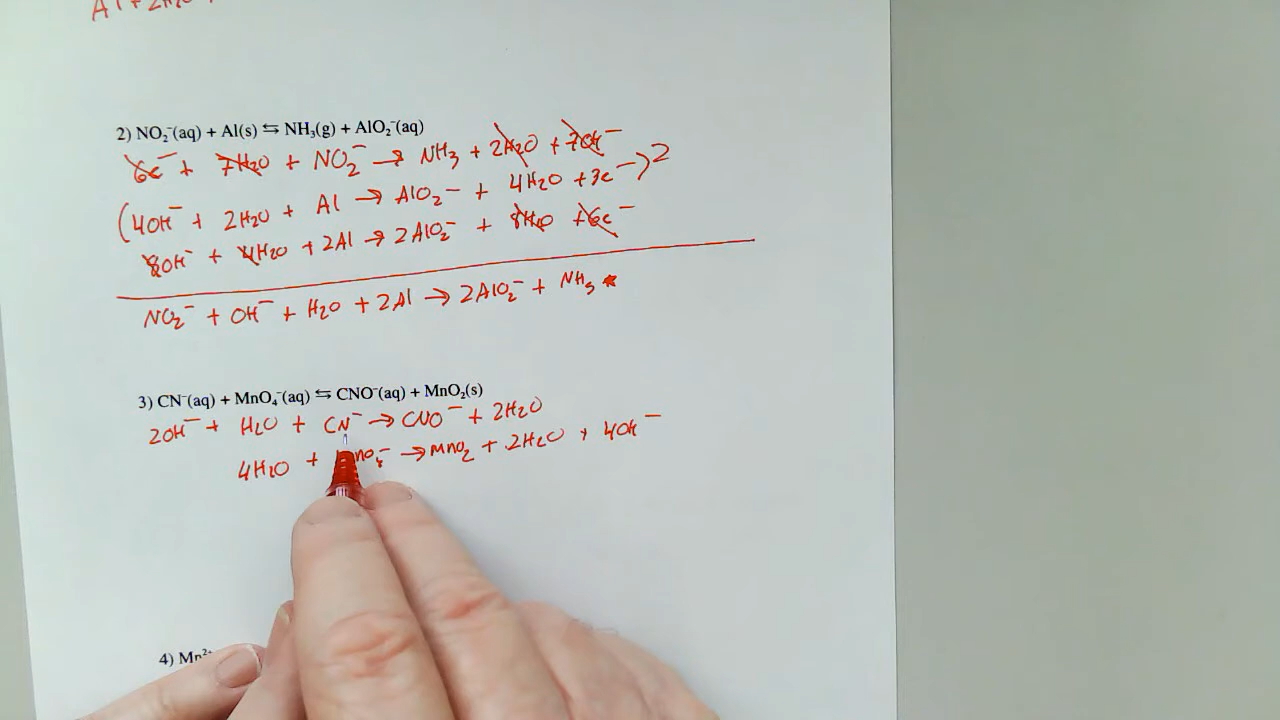 2) NO₂⁻(aq) + Al(s) ⇆ NH₃(g) + AlO₂⁻(aq)
6e⁻ + 7H₂O + NO₂⁻ → NH₃ + 2H₂O + 7OH⁻
(4OH⁻ + 2H₂O + Al → AlO₂⁻ + 4H₂O + 3e⁻)2
8OH⁻ + 4H₂O + 2Al → 2AlO₂⁻ + 8H₂O + 6e⁻
NO₂⁻ + OH⁻ + H₂O + 2Al → 2AlO₂⁻ + NH₃
3) CN⁻(aq) + MnO₄⁻(aq) ⇆ CNO⁻(aq) + MnO₂(s)
2OH⁻ + H₂O + CN⁻ → CNO⁻ + 2H₂O
4H₂O + → MnO₂ + 2H₂O + 4OH⁻
4) Mn²⁺